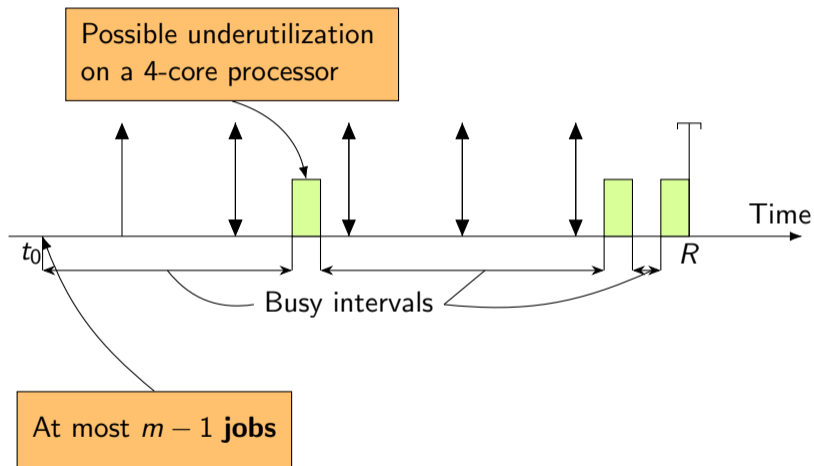 Possible underutilization
on a 4-core processor
Time
t₀
R
Busy intervals
At most m − 1 jobs